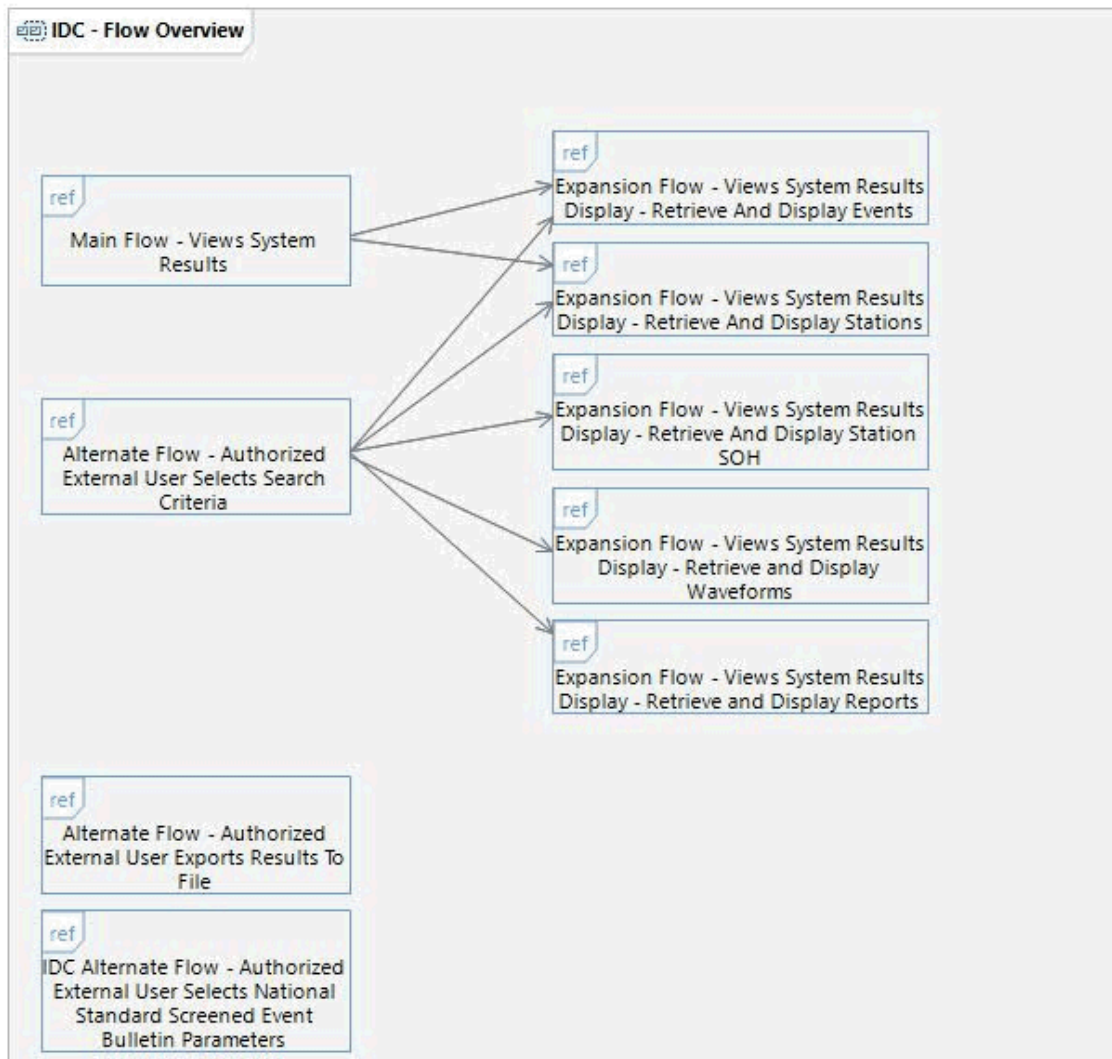 IDC - Flow Overview
ref
Main Flow - Views System
Results
ref
Alternate Flow - Authorized
External User Selects Search
Criteria
ref
Expansion Flow - Views System Results
Display - Retrieve And Display Events
ref
Expansion Flow - Views System Results
Display - Retrieve And Display Stations
ref
Expansion Flow - Views System Results
Display - Retrieve And Display Station
SOH
ref
Expansion Flow - Views System Results
Display - Retrieve and Display
Waveforms
ref
Expansion Flow - Views System Results
Display - Retrieve and Display Reports
ref
Alternate Flow - Authorized
External User Exports Results To
File
ref
IDC Alternate Flow - Authorized
External User Selects National
Standard Screened Event
Bulletin Parameters